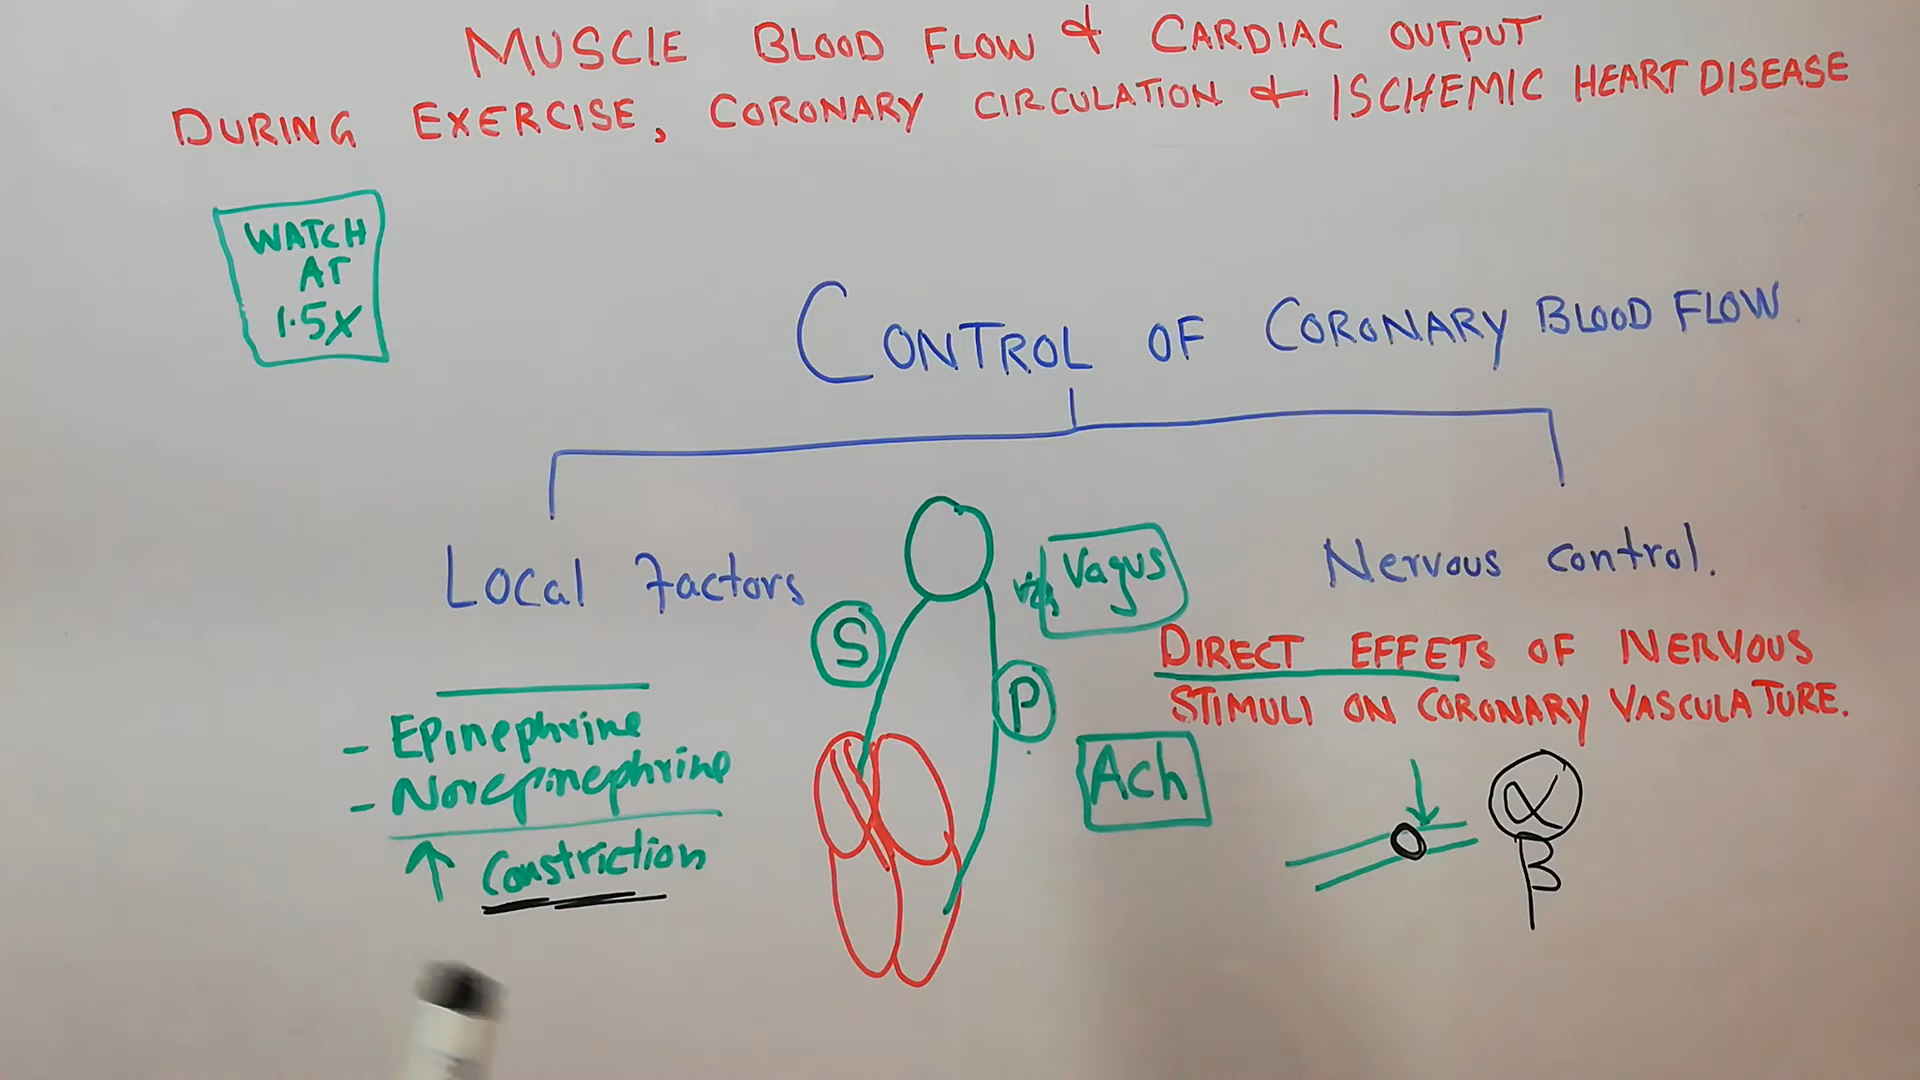 MUSCLE BLOOD FLOW & CARDIAC OUTPUT
DURING EXERCISE, CORONARY CIRCULATION & ISCHEMIC HEART DISEASE
WATCH
AT
1.5X
CONTROL OF CORONARY BLOOD FLOW
Local Factors
Nervous control.
Vagus
S
P
DIRECT EFFETS OF NERVOUS
STIMULI ON CORONARY VASCULATURE.
- Epinephrine
- Norepinephrine
↑ Constriction
Ach
α
β